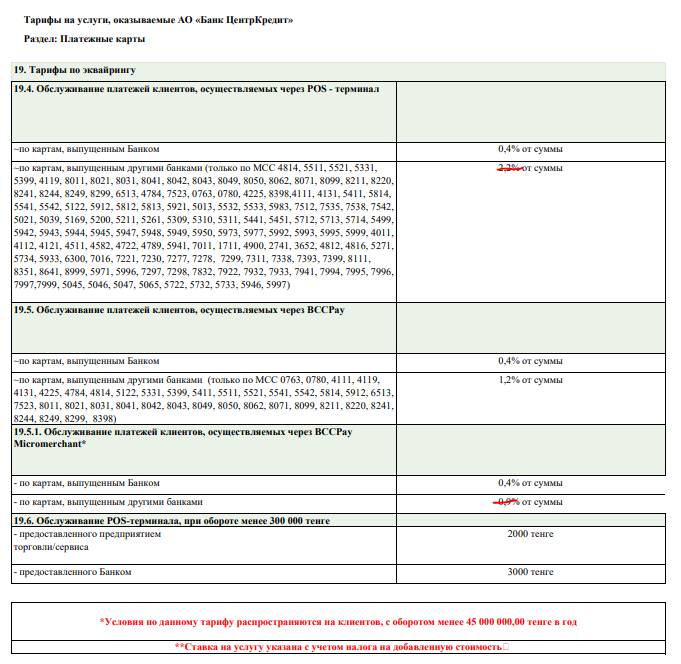 Тарифы на услуги, оказываемые АО «Банк ЦентрКредит»
Раздел: Платежные карты
19. Тарифы по эквайрингу
19.4. Обслуживание платежей клиентов, осуществляемых через POS - терминал
~по картам, выпущенным Банком 0,4% от суммы
~по картам, выпущенным другими банками (только по МСС 4814, 5511, 5521, 5331, 2,2% от суммы
5399, 4119, 8011, 8021, 8031, 8041, 8042, 8043, 8049, 8050, 8062, 8071, 8099, 8211, 8220,
8241, 8244, 8249, 8299, 6513, 4784, 7523, 0763, 0780, 4225, 8398,4111, 4131, 5411, 5814,
5541, 5542, 5122, 5912, 5812, 5813, 5921, 5013, 5532, 5533, 5983, 7512, 7535, 7538, 7542,
5021, 5039, 5169, 5200, 5211, 5261, 5309, 5310, 5311, 5441, 5451, 5712, 5713, 5714, 5499,
5942, 5943, 5944, 5945, 5947, 5948, 5949, 5950, 5973, 5977, 5992, 5993, 5995, 5999, 4011,
4112, 4121, 4511, 4582, 4722, 4789, 5941, 7011, 1711, 4900, 2741, 3652, 4812, 4816, 5271,
5734, 5933, 6300, 7016, 7221, 7230, 7277, 7278, 7299, 7311, 7338, 7393, 7399, 8111,
8351, 8641, 8999, 5971, 5996, 7297, 7298, 7832, 7922, 7932, 7933, 7941, 7994, 7995, 7996,
7997,7999, 5045, 5046, 5047, 5065, 5722, 5732, 5733, 5946, 5997)
19.5. Обслуживание платежей клиентов, осуществляемых через BCCPay
~по картам, выпущенным Банком 0,4% от суммы
~по картам, выпущенным другими банками (только по МСС 0763, 0780, 4111, 4119, 1,2% от суммы
4131, 4225, 4784, 4814, 5122, 5331, 5399, 5411, 5511, 5521, 5541, 5542, 5814, 5912, 6513,
7523, 8011, 8021, 8031, 8041, 8042, 8043, 8049, 8050, 8062, 8071, 8099, 8211, 8220, 8241,
8244, 8249, 8299, 8398)
19.5.1. Обслуживание платежей клиентов, осуществляемых через BCCPay
Micromerchant*
- по картам, выпущенным Банком 0,4% от суммы
- по картам, выпущенным другими банками 0,9% от суммы
19.6. Обслуживание POS-терминала, при обороте менее 300 000 тенге
- предоставленного предприятием 2000 тенге
торговли/сервиса
- предоставленного Банком 3000 тенге
*Условия по данному тарифу распространяются на клиентов, с оборотом менее 45 000 000,00 тенге в год
**Ставка на услугу указана с учетом налога на добавленную стоимость